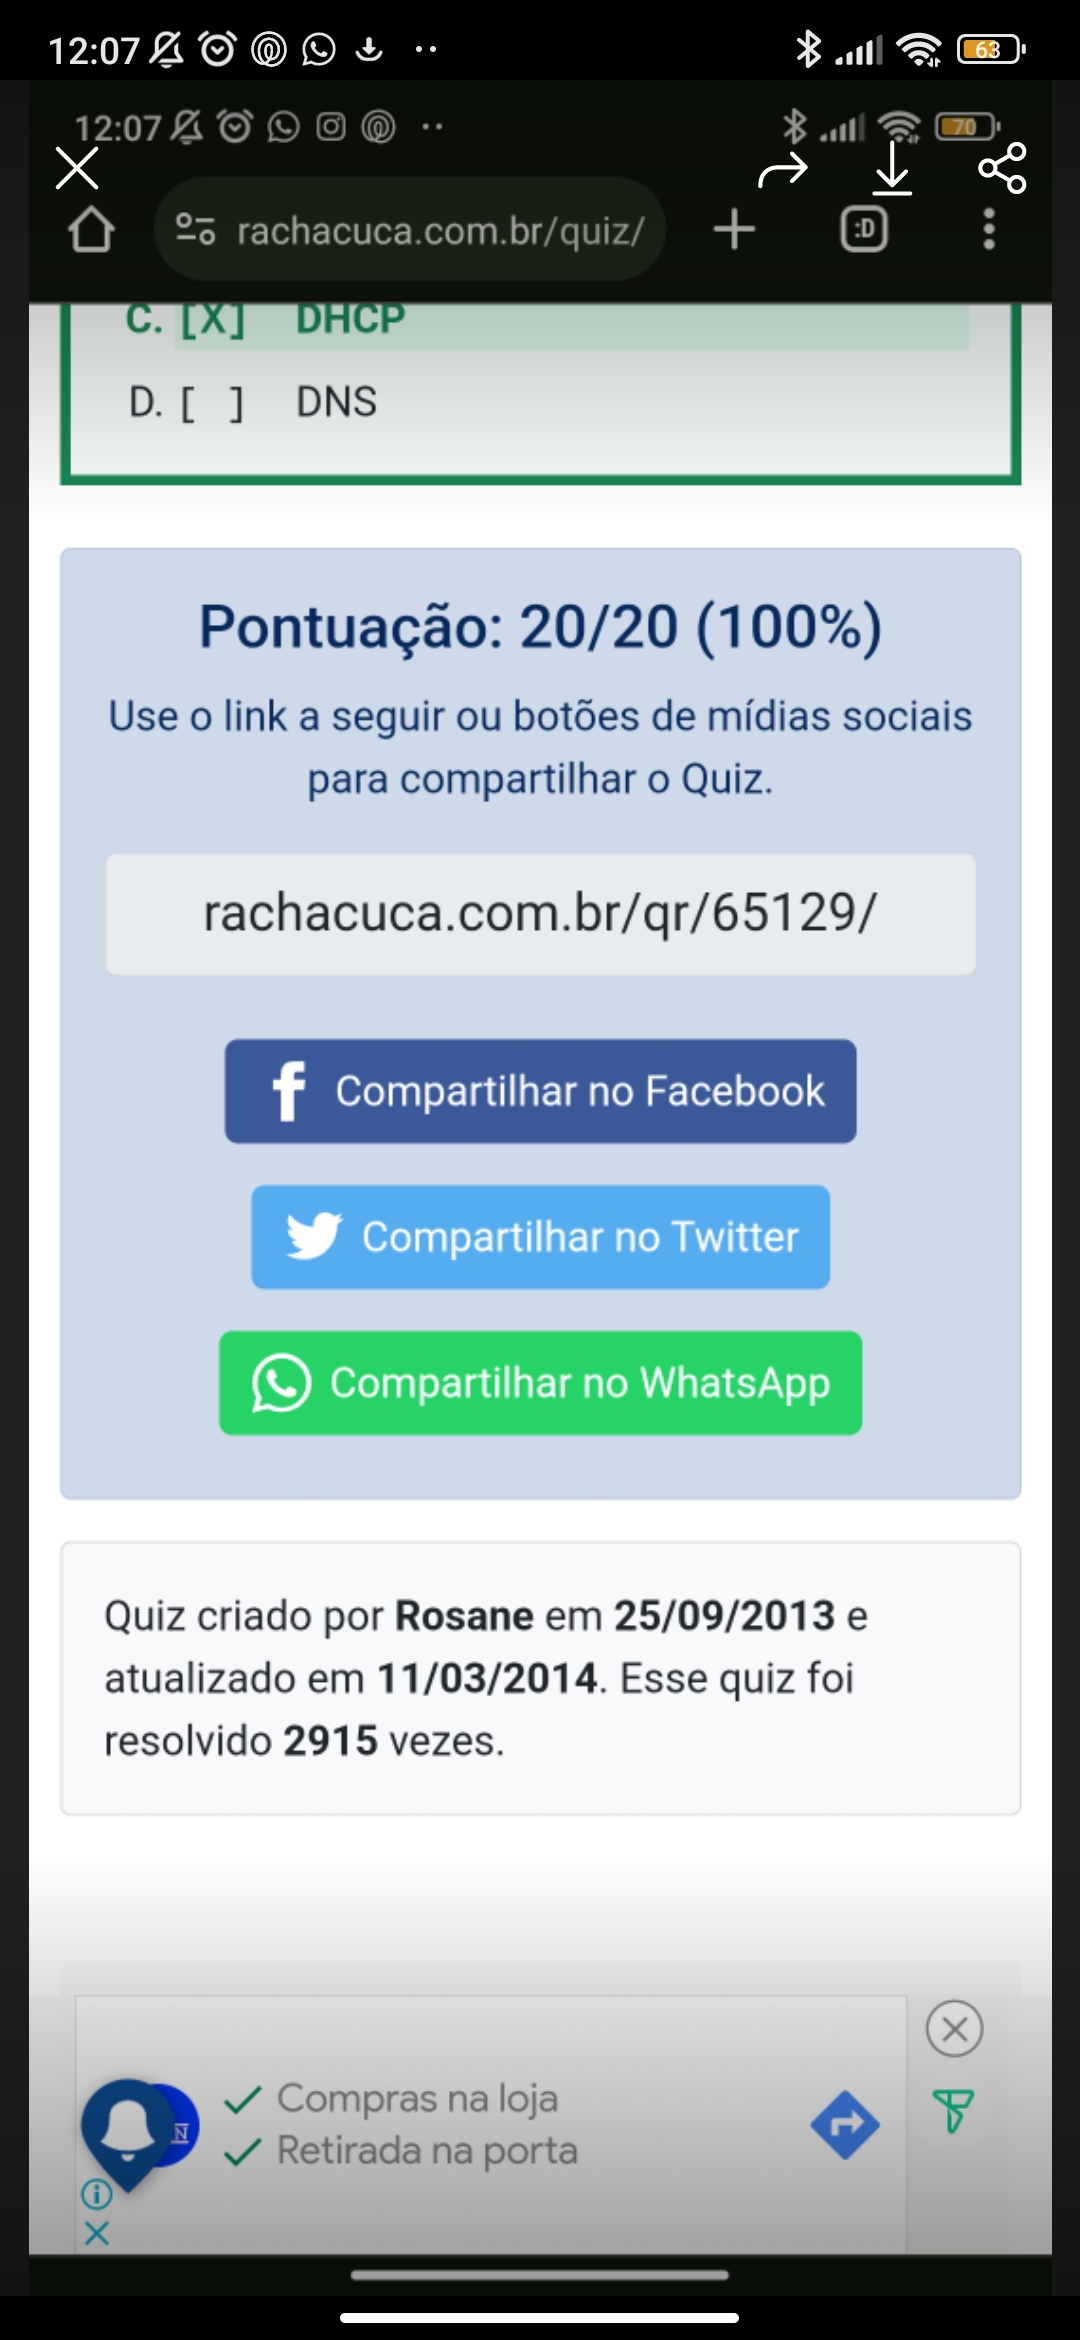 12:07
63
12:07
70
rachacuca.com.br/quiz/
:D
C. [X] DHCP
D. [ ] DNS
Pontuação: 20/20 (100%)
Use o link a seguir ou botões de mídias sociais
para compartilhar o Quiz.
rachacuca.com.br/qr/65129/
f Compartilhar no Facebook
Compartilhar no Twitter
Compartilhar no WhatsApp
Quiz criado por Rosane em 25/09/2013 e
atualizado em 11/03/2014. Esse quiz foi
resolvido 2915 vezes.
Compras na loja
N
Retirada na porta